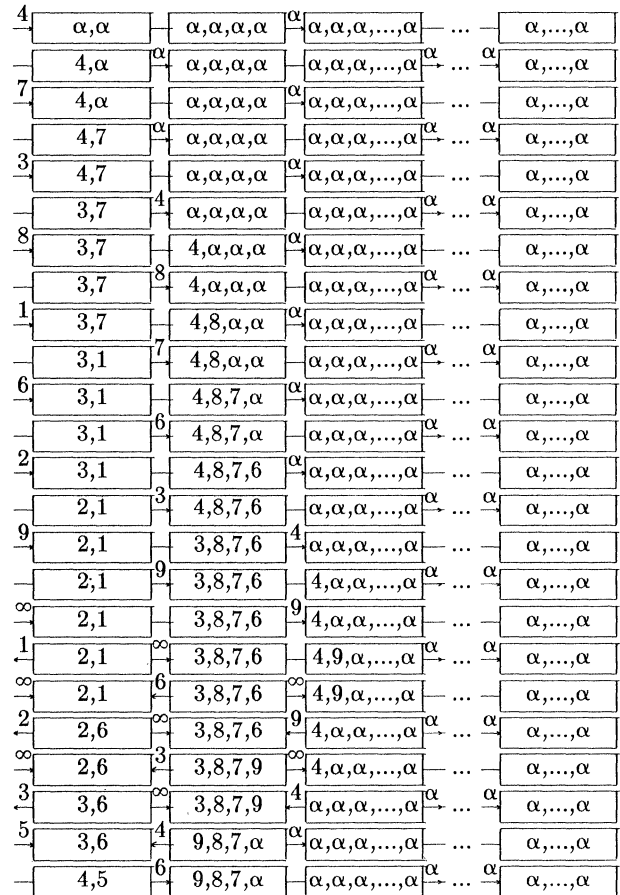 4 α,α α,α,α,α α α,α,α,...,α ... α,...,α
4,α α α,α,α,α α,α,α,...,α α ... α α,...,α
7 4,α α,α,α,α α α,α,α,...,α ... α,...,α
4,7 α α,α,α,α α,α,α,...,α α ... α α,...,α
3 4,7 α,α,α,α α α,α,α,...,α ... α,...,α
3,7 4 α,α,α,α α,α,α,...,α α ... α α,...,α
8 3,7 4,α,α,α α α,α,α,...,α ... α,...,α
3,7 8 4,α,α,α α,α,α,...,α α ... α α,...,α
1 3,7 4,8,α,α α α,α,α,...,α ... α,...,α
3,1 7 4,8,α,α α,α,α,...,α α ... α α,...,α
6 3,1 4,8,7,α α α,α,α,...,α ... α,...,α
3,1 6 4,8,7,α α,α,α,...,α α ... α α,...,α
2 3,1 4,8,7,6 α α,α,α,...,α ... α,...,α
2,1 3 4,8,7,6 α,α,α,...,α α ... α α,...,α
9 2,1 3,8,7,6 4 α,α,α,...,α ... α,...,α
2,1 9 3,8,7,6 4,α,α,...,α α ... α α,...,α
∞ 2,1 3,8,7,6 9 4,α,α,...,α ... α,...,α
1 2,1 ∞ 3,8,7,6 4,9,α,...,α α ... α α,...,α
∞ 2,1 6 3,8,7,6 ∞ 4,9,α,...,α ... α,...,α
2 2,6 ∞ 3,8,7,6 9 4,α,α,...,α α ... α α,...,α
∞ 2,6 3 3,8,7,9 ∞ 4,α,α,...,α ... α,...,α
3 3,6 ∞ 3,8,7,9 4 α,α,α,...,α α ... α α,...,α
5 3,6 4 9,8,7,α α α,α,α,...,α ... α,...,α
4,5 6 9,8,7,α α,α,α,...,α α ... α α,...,α